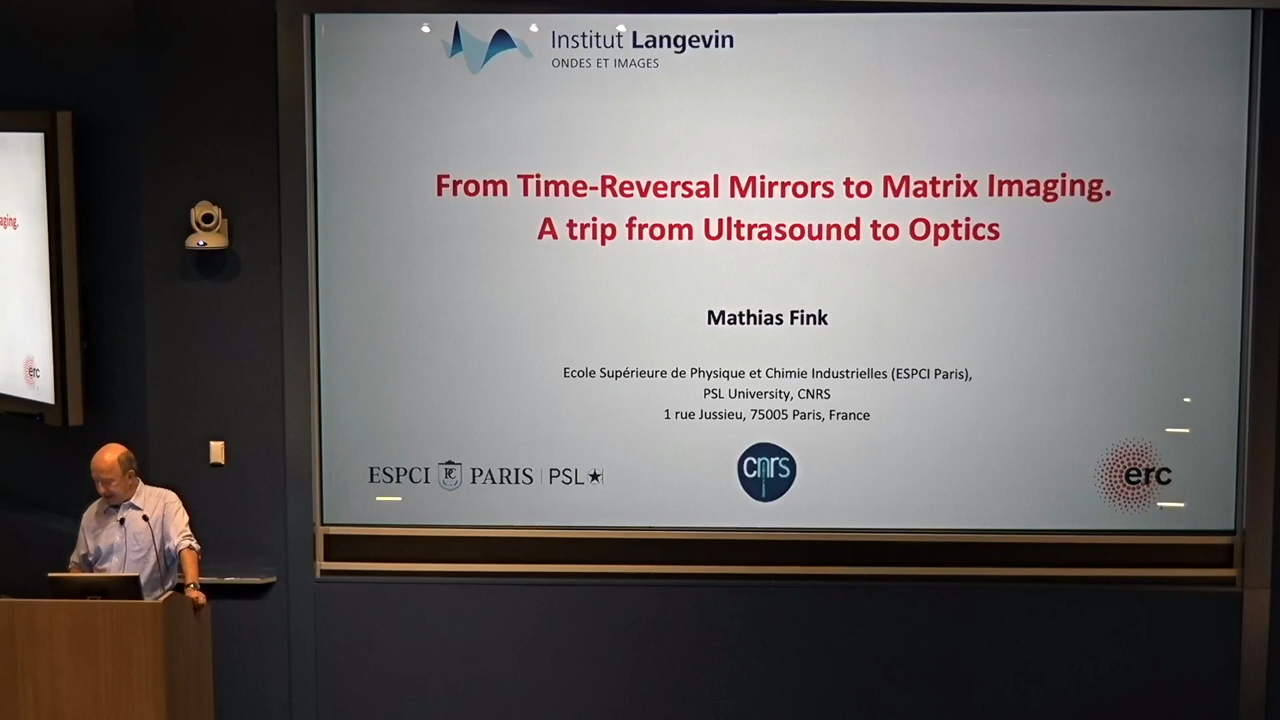 Institut Langevin
ONDES ET IMAGES
From Time-Reversal Mirrors to Matrix Imaging.
A trip from Ultrasound to Optics
Mathias Fink
Ecole Supérieure de Physique et Chimie Industrielles (ESPCI Paris),
PSL University, CNRS
1 rue Jussieu, 75005 Paris, France
ESPCI PARIS | PSL
cnrs
erc
aging.
erc